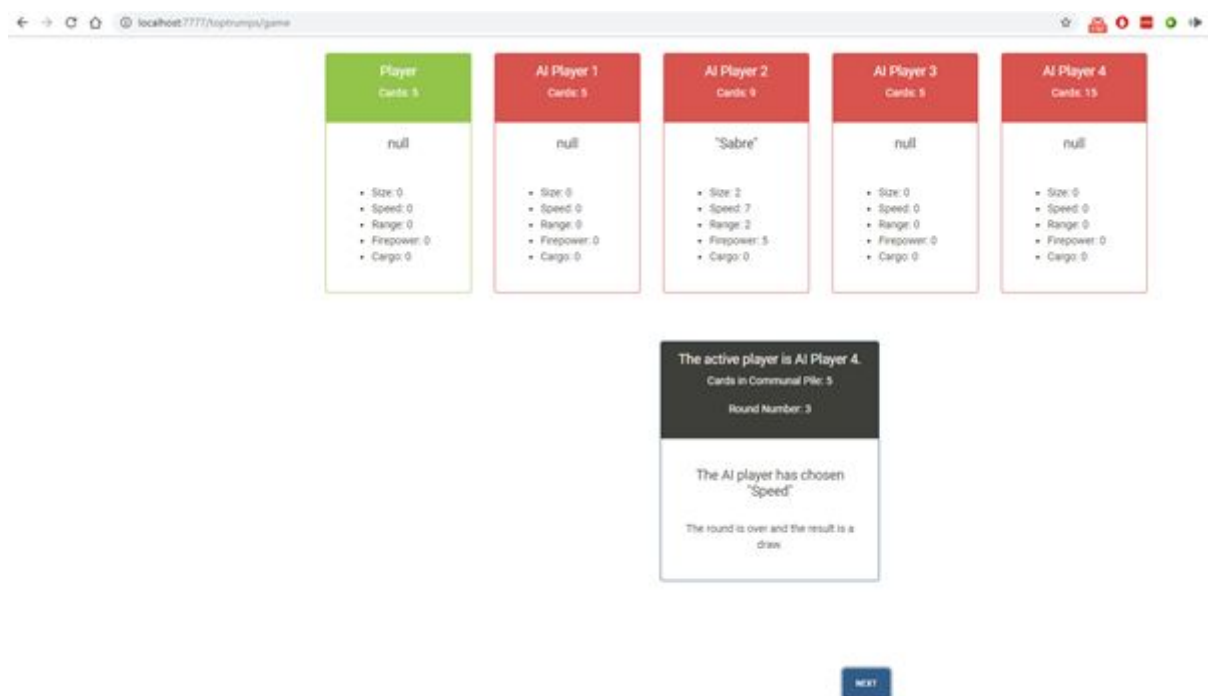 localhost:7777/toptrumps/game
Player
Cards: 5
null
• Size: 0
• Speed: 0
• Range: 0
• Firepower: 0
• Cargo: 0
AI Player 1
Cards: 5
null
• Size: 0
• Speed: 0
• Range: 0
• Firepower: 0
• Cargo: 0
AI Player 2
Cards: 9
"Sabre"
• Size: 2
• Speed: 7
• Range: 2
• Firepower: 5
• Cargo: 0
AI Player 3
Cards: 5
null
• Size: 0
• Speed: 0
• Range: 0
• Firepower: 0
• Cargo: 0
AI Player 4
Cards: 15
null
• Size: 0
• Speed: 0
• Range: 0
• Firepower: 0
• Cargo: 0
The active player is AI Player 4.
Cards in Communal Pile: 5
Round Number: 3
The AI player has chosen
"Speed"
The round is over and the result is a
draw
NEXT